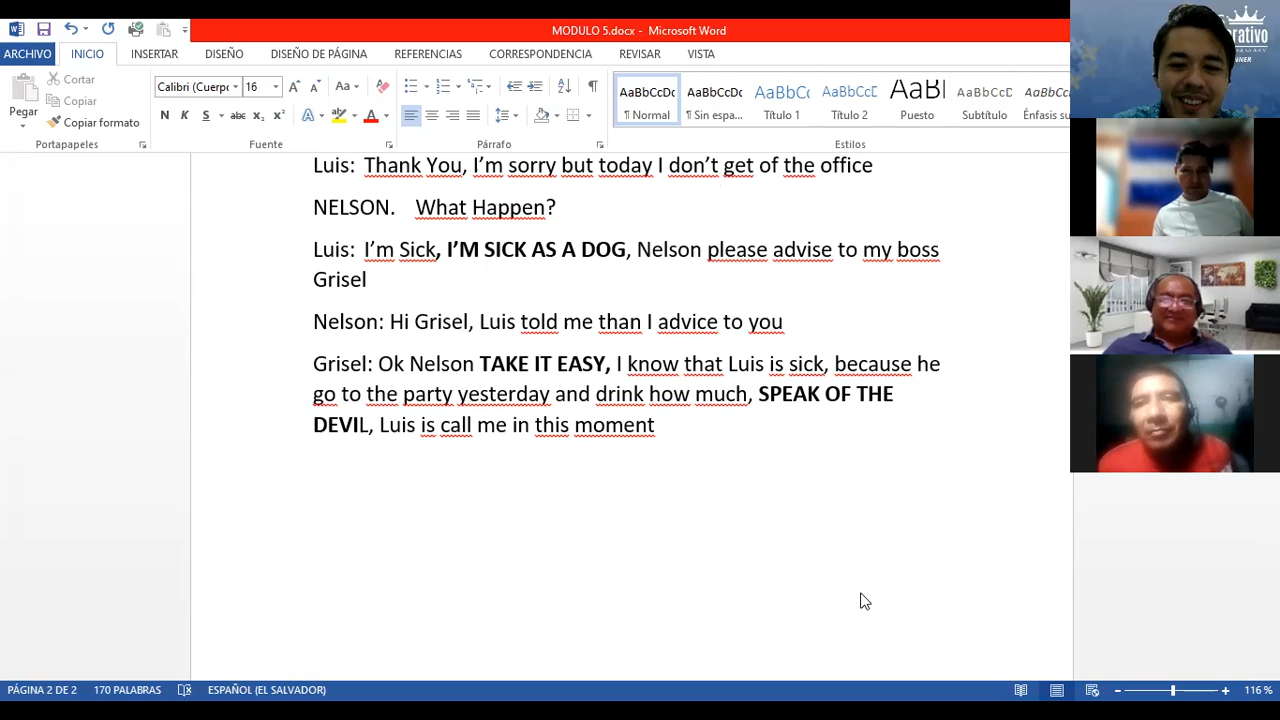 MODULO 5.docx - Microsoft Word
ARCHIVO INICIO INSERTAR DISEÑO DISEÑO DE PÁGINA REFERENCIAS CORRESPONDENCIA REVISAR VISTA
Pegar
Cortar
Copiar
Copiar formato
Calibri (Cuerpo 16
N K S abc x₂ x² A A
AaBbCcDc AaBbCcDc AaBbCc AaBbCcD AaBl AaBbCcD AaBbCcDc
¶ Normal ¶ Sin espa... Título 1 Título 2 Puesto Subtítulo Énfasis su
Portapapeles Fuente Párrafo Estilos
Luis: Thank You, I'm sorry but today I don't get of the office
NELSON. What Happen?
Luis: I'm Sick, I'M SICK AS A DOG, Nelson please advise to my boss
Grisel
Nelson: Hi Grisel, Luis told me than I advice to you
Grisel: Ok Nelson TAKE IT EASY, I know that Luis is sick, because he
go to the party yesterday and drink how much, SPEAK OF THE
DEVIL, Luis is call me in this moment
PÁGINA 2 DE 2 170 PALABRAS ESPAÑOL (EL SALVADOR) 116 %